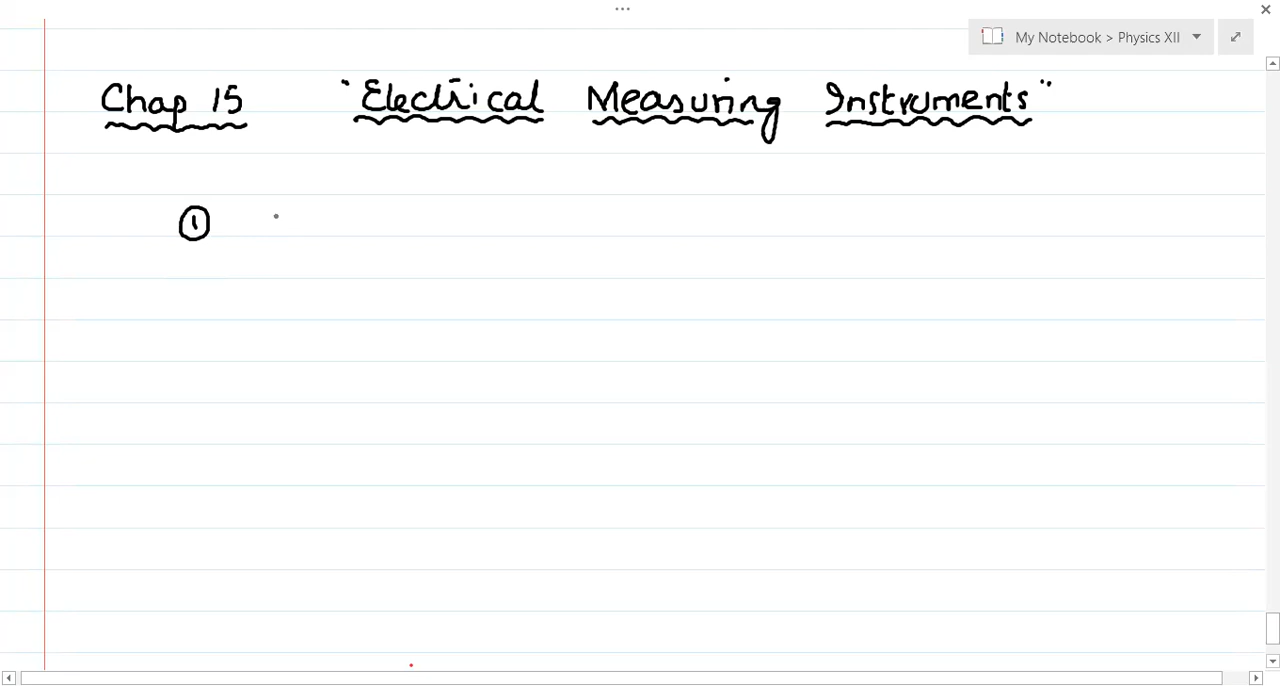 My Notebook > Physics XII
Chap 15 "Electrical Measuring Instruments"
①